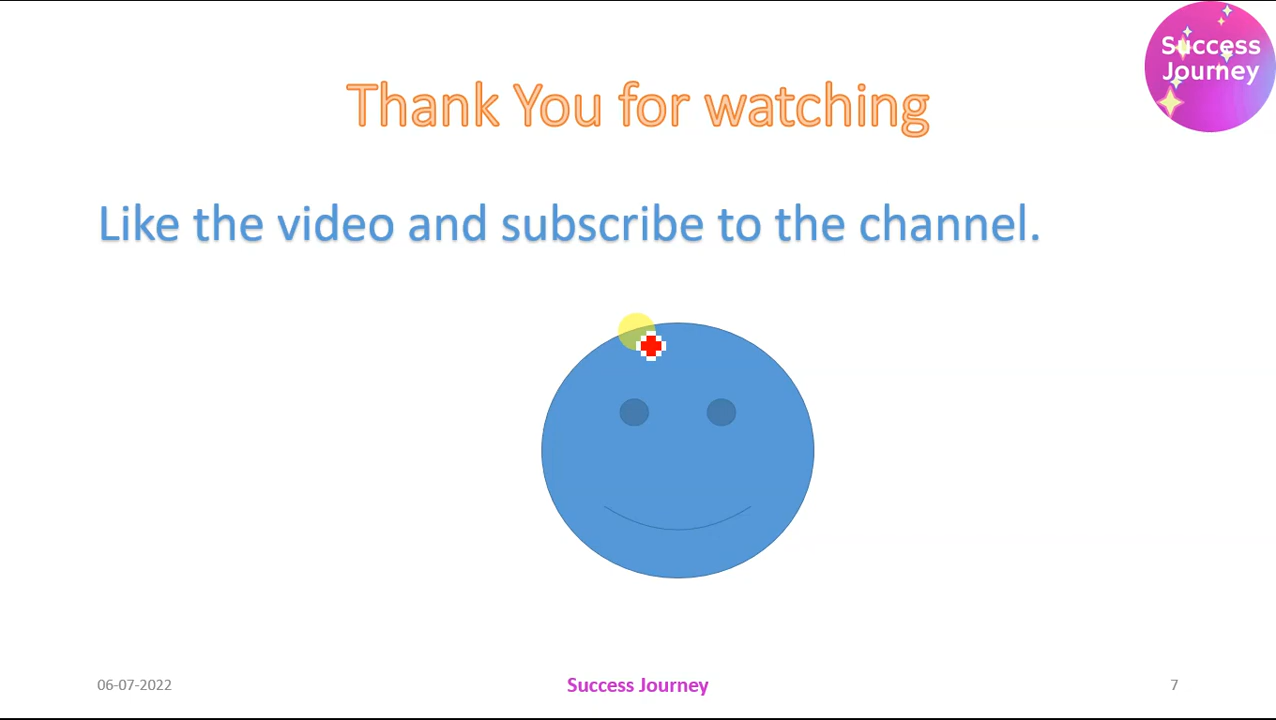 Success
Journey
Thank You for watching
Like the video and subscribe to the channel.
06-07-2022
Success Journey
7